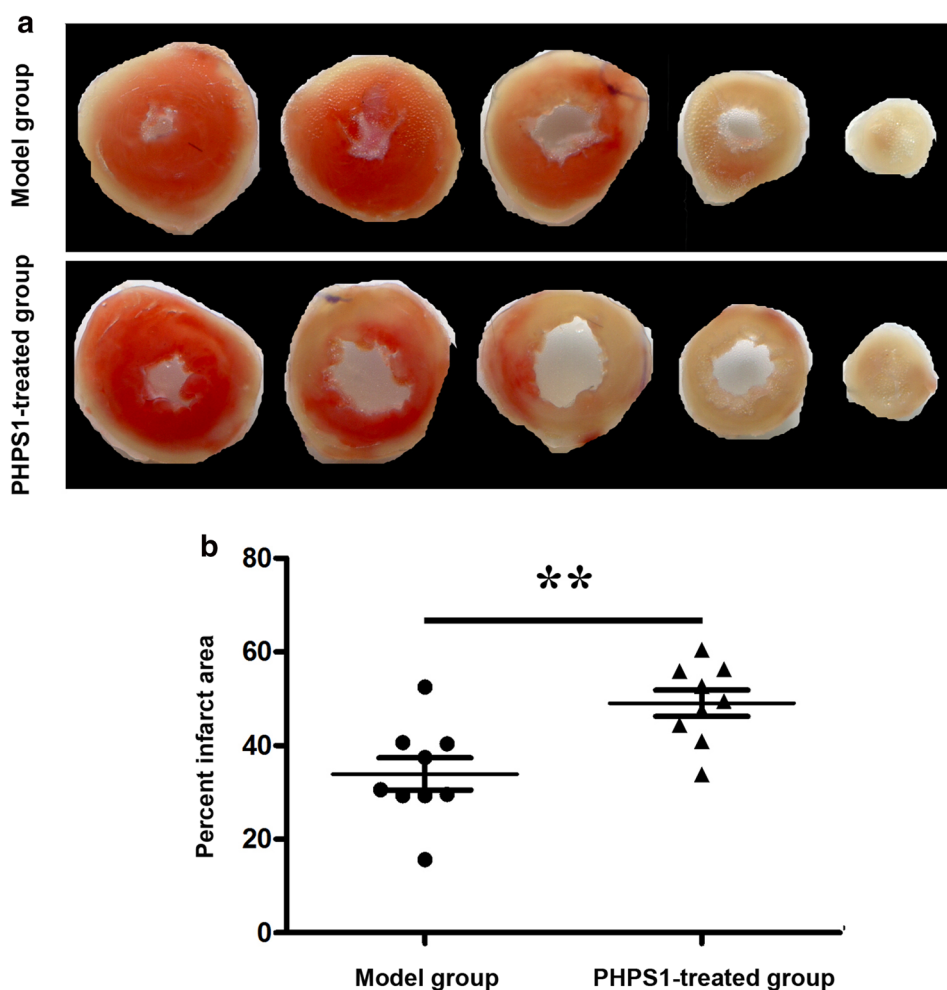 a
Model group
PHPS1-treated group
b
**
Percent infarct area
80
60
40
20
0
Model group
PHPS1-treated group